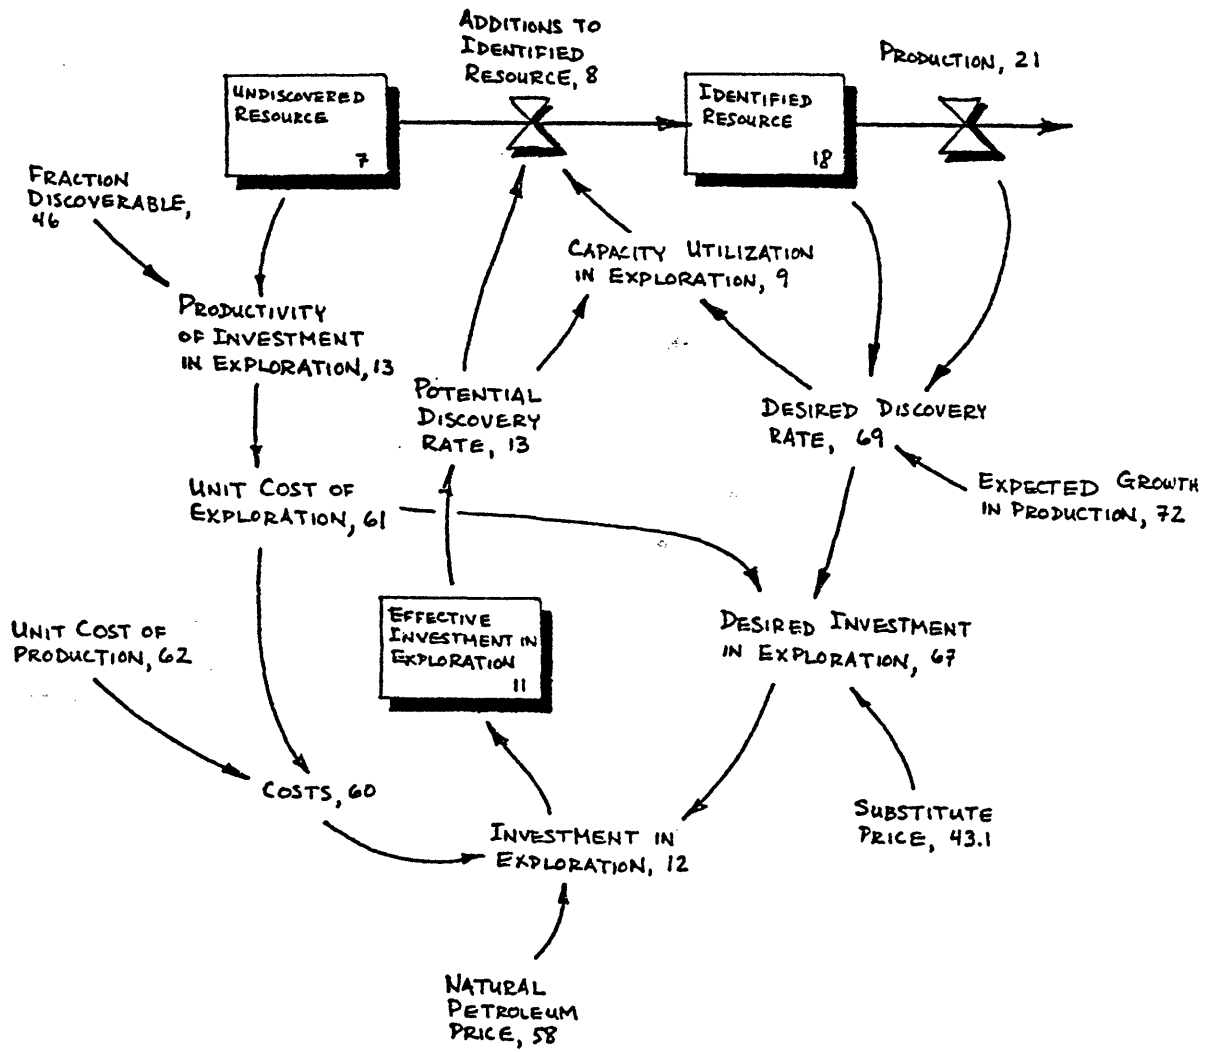 ADDITIONS TO
IDENTIFIED
RESOURCE, 8
PRODUCTION, 21
UNDISCOVERED
RESOURCE
7
IDENTIFIED
RESOURCE
18
FRACTION
DISCOVERABLE,
46
CAPACITY UTILIZATION
IN EXPLORATION, 9
PRODUCTIVITY
OF INVESTMENT
IN EXPLORATION, 13
POTENTIAL
DISCOVERY
RATE, 13
DESIRED DISCOVERY
RATE, 69
UNIT COST OF
EXPLORATION, 61
EXPECTED GROWTH
IN PRODUCTION, 72
EFFECTIVE
INVESTMENT IN
EXPLORATION
11
UNIT COST OF
PRODUCTION, 62
DESIRED INVESTMENT
IN EXPLORATION, 67
COSTS, 60
SUBSTITUTE
PRICE, 43.1
INVESTMENT IN
EXPLORATION, 12
NATURAL
PETROLEUM
PRICE, 58